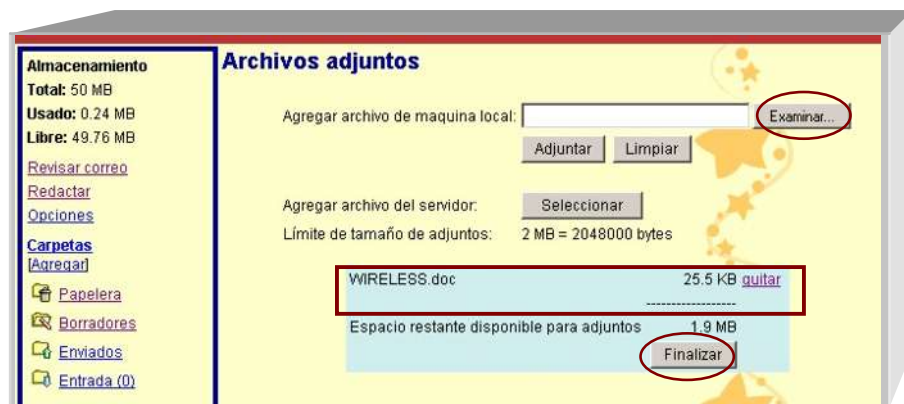 Almacenamiento
Total: 50 MB
Usado: 0.24 MB
Libre: 49.76 MB
Revisar correo
Redactar
Opciones
Carpetas
[Agregar]
Papelera
Borradores
Enviados
Entrada (0)
Archivos adjuntos
Agregar archivo de maquina local: Examinar...
Adjuntar Limpiar
Agregar archivo del servidor: Seleccionar
Límite de tamaño de adjuntos: 2 MB = 2048000 bytes
WIRELESS.doc 25.5 KB quitar
------------------
Espacio restante disponible para adjuntos 1.9 MB
Finalizar